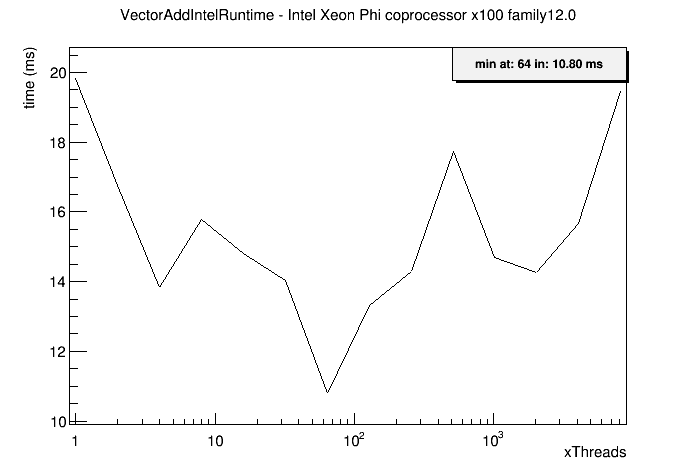 VectorAddIntelRuntime - Intel Xeon Phi coprocessor x100 family12.0
time (ms)
min at: 64 in: 10.80 ms
20
18
16
14
12
10
1 10 10² 10³
xThreads